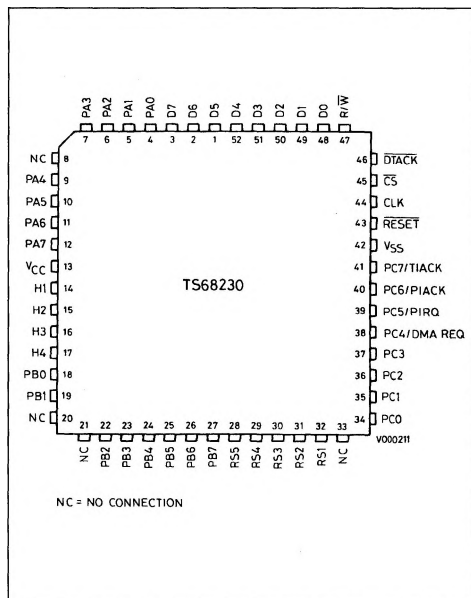 PA3 PA2 PA1 PA0 D7 D6 D5 D4 D3 D2 D1 D0 R/W̅
7 6 5 4 3 2 1 52 51 50 49 48 47
NC 8
PA4 9
PA5 10
PA6 11
PA7 12
VCC 13
H1 14
H2 15
H3 16
H4 17
PB0 18
PB1 19
NC 20
TS68230
46 D̅T̅A̅C̅K̅
45 C̅S̅
44 CLK
43 R̅E̅S̅E̅T̅
42 VSS
41 PC7/TIACK
40 PC6/PIACK
39 PC5/PIRQ
38 PC4/DMA REQ
37 PC3
36 PC2
35 PC1
34 PC0
21 22 23 24 25 26 27 28 29 30 31 32 33
NC PB2 PB3 PB4 PB5 PB6 PB7 RS5 RS4 RS3 RS2 RS1 NC
V000211
NC = NO CONNECTION